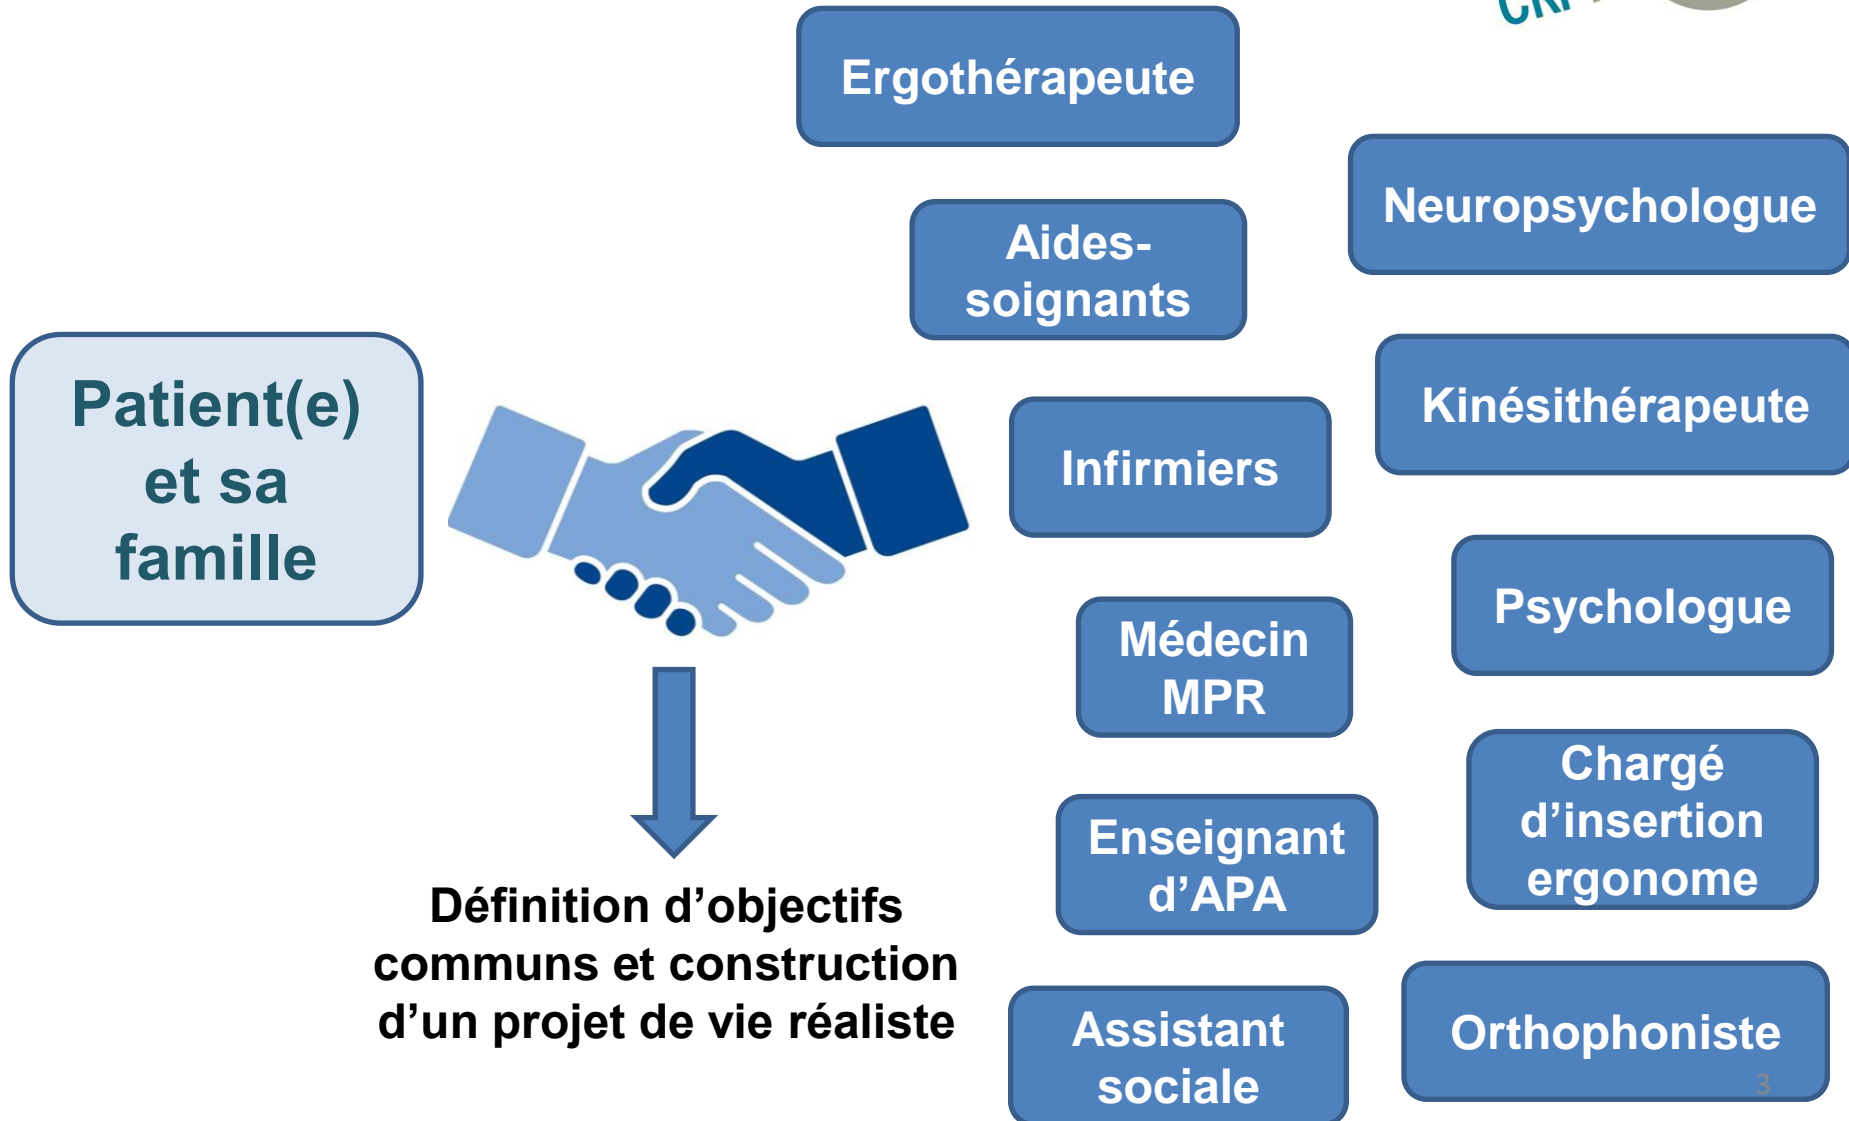 Ergothérapeute
Neuropsychologue
Aides-
soignants
Patient(e)
et sa
famille
Kinésithérapeute
Infirmiers
Psychologue
Médecin
MPR
Chargé
d’insertion
ergonome
Enseignant
d’APA
Définition d’objectifs
communs et construction
d’un projet de vie réaliste
Assistant
sociale
Orthophoniste
3